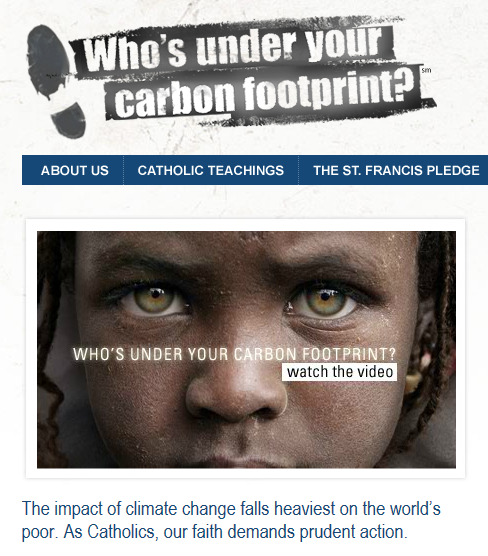 Who's under your
carbon footprint?℠
ABOUT US CATHOLIC TEACHINGS THE ST. FRANCIS PLEDGE
WHO'S UNDER YOUR CARBON FOOTPRINT?
watch the video
The impact of climate change falls heaviest on the world's
poor. As Catholics, our faith demands prudent action.